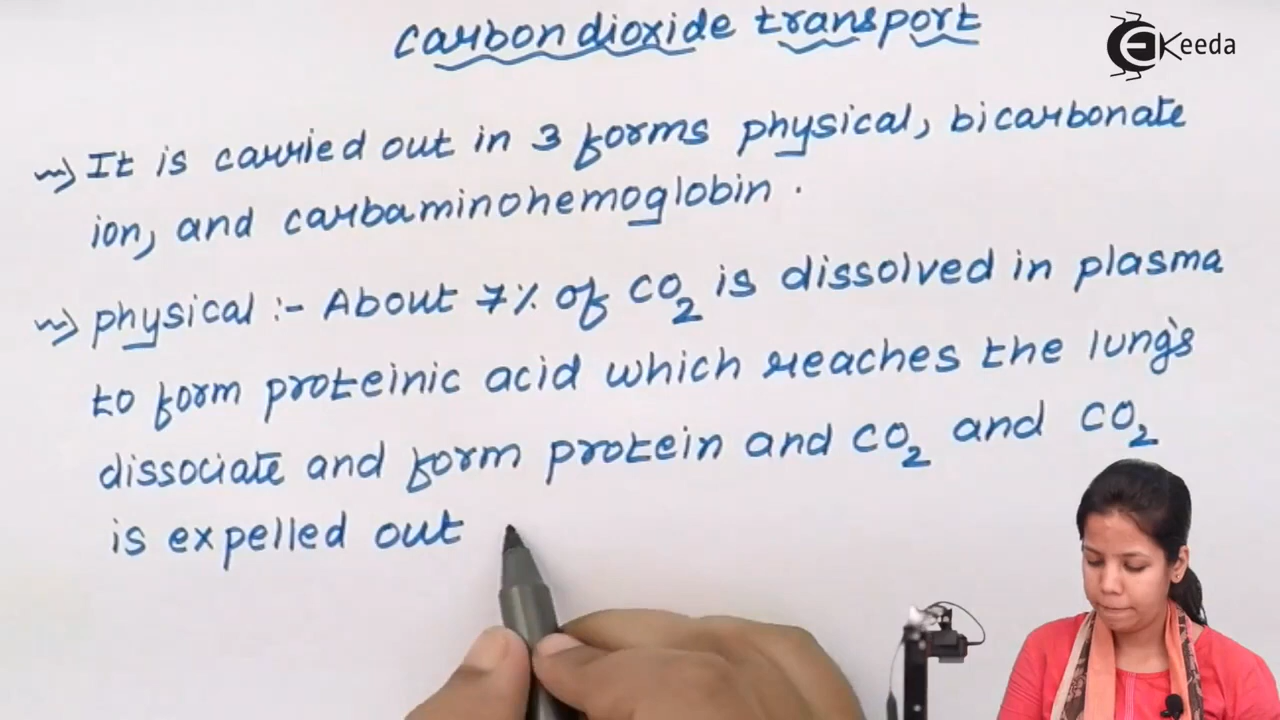 carbondioxide transport
Keeda
⇝ It is carried out in 3 forms physical, bicarbonate
ion, and carbaminohemoglobin.
⇝ physical :- About 7% of CO₂ is dissolved in plasma
to form proteinic acid which reaches the lung's
dissociate and form protein and CO₂ and CO₂
is expelled out